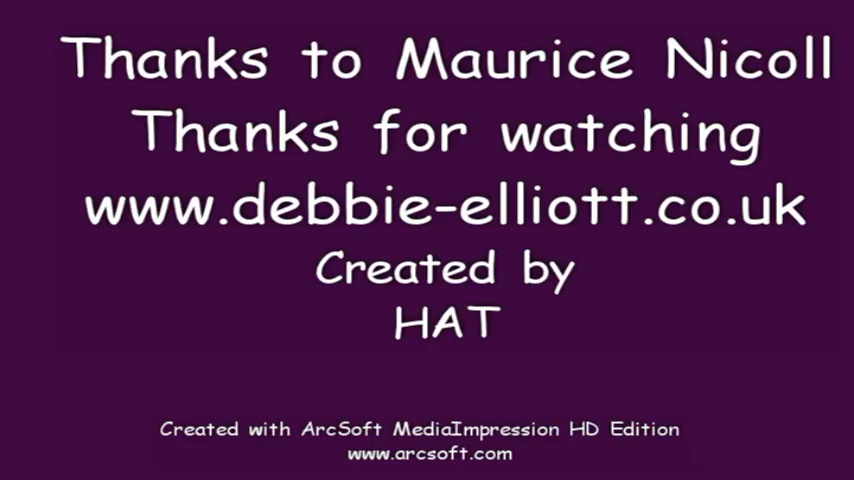 Thanks to Maurice Nicoll
Thanks for watching
www.debbie-elliott.co.uk
Created by
HAT
Created with ArcSoft MediaImpression HD Edition
www.arcsoft.com